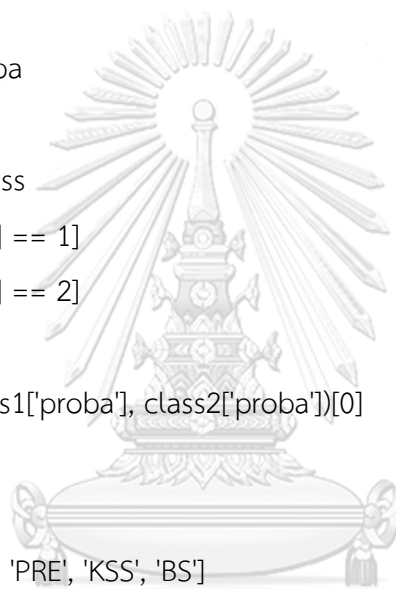 ba
ss
] == 1]
] == 2]
s1['proba'], class2['proba'])[0]
'PRE', 'KSS', 'BS']